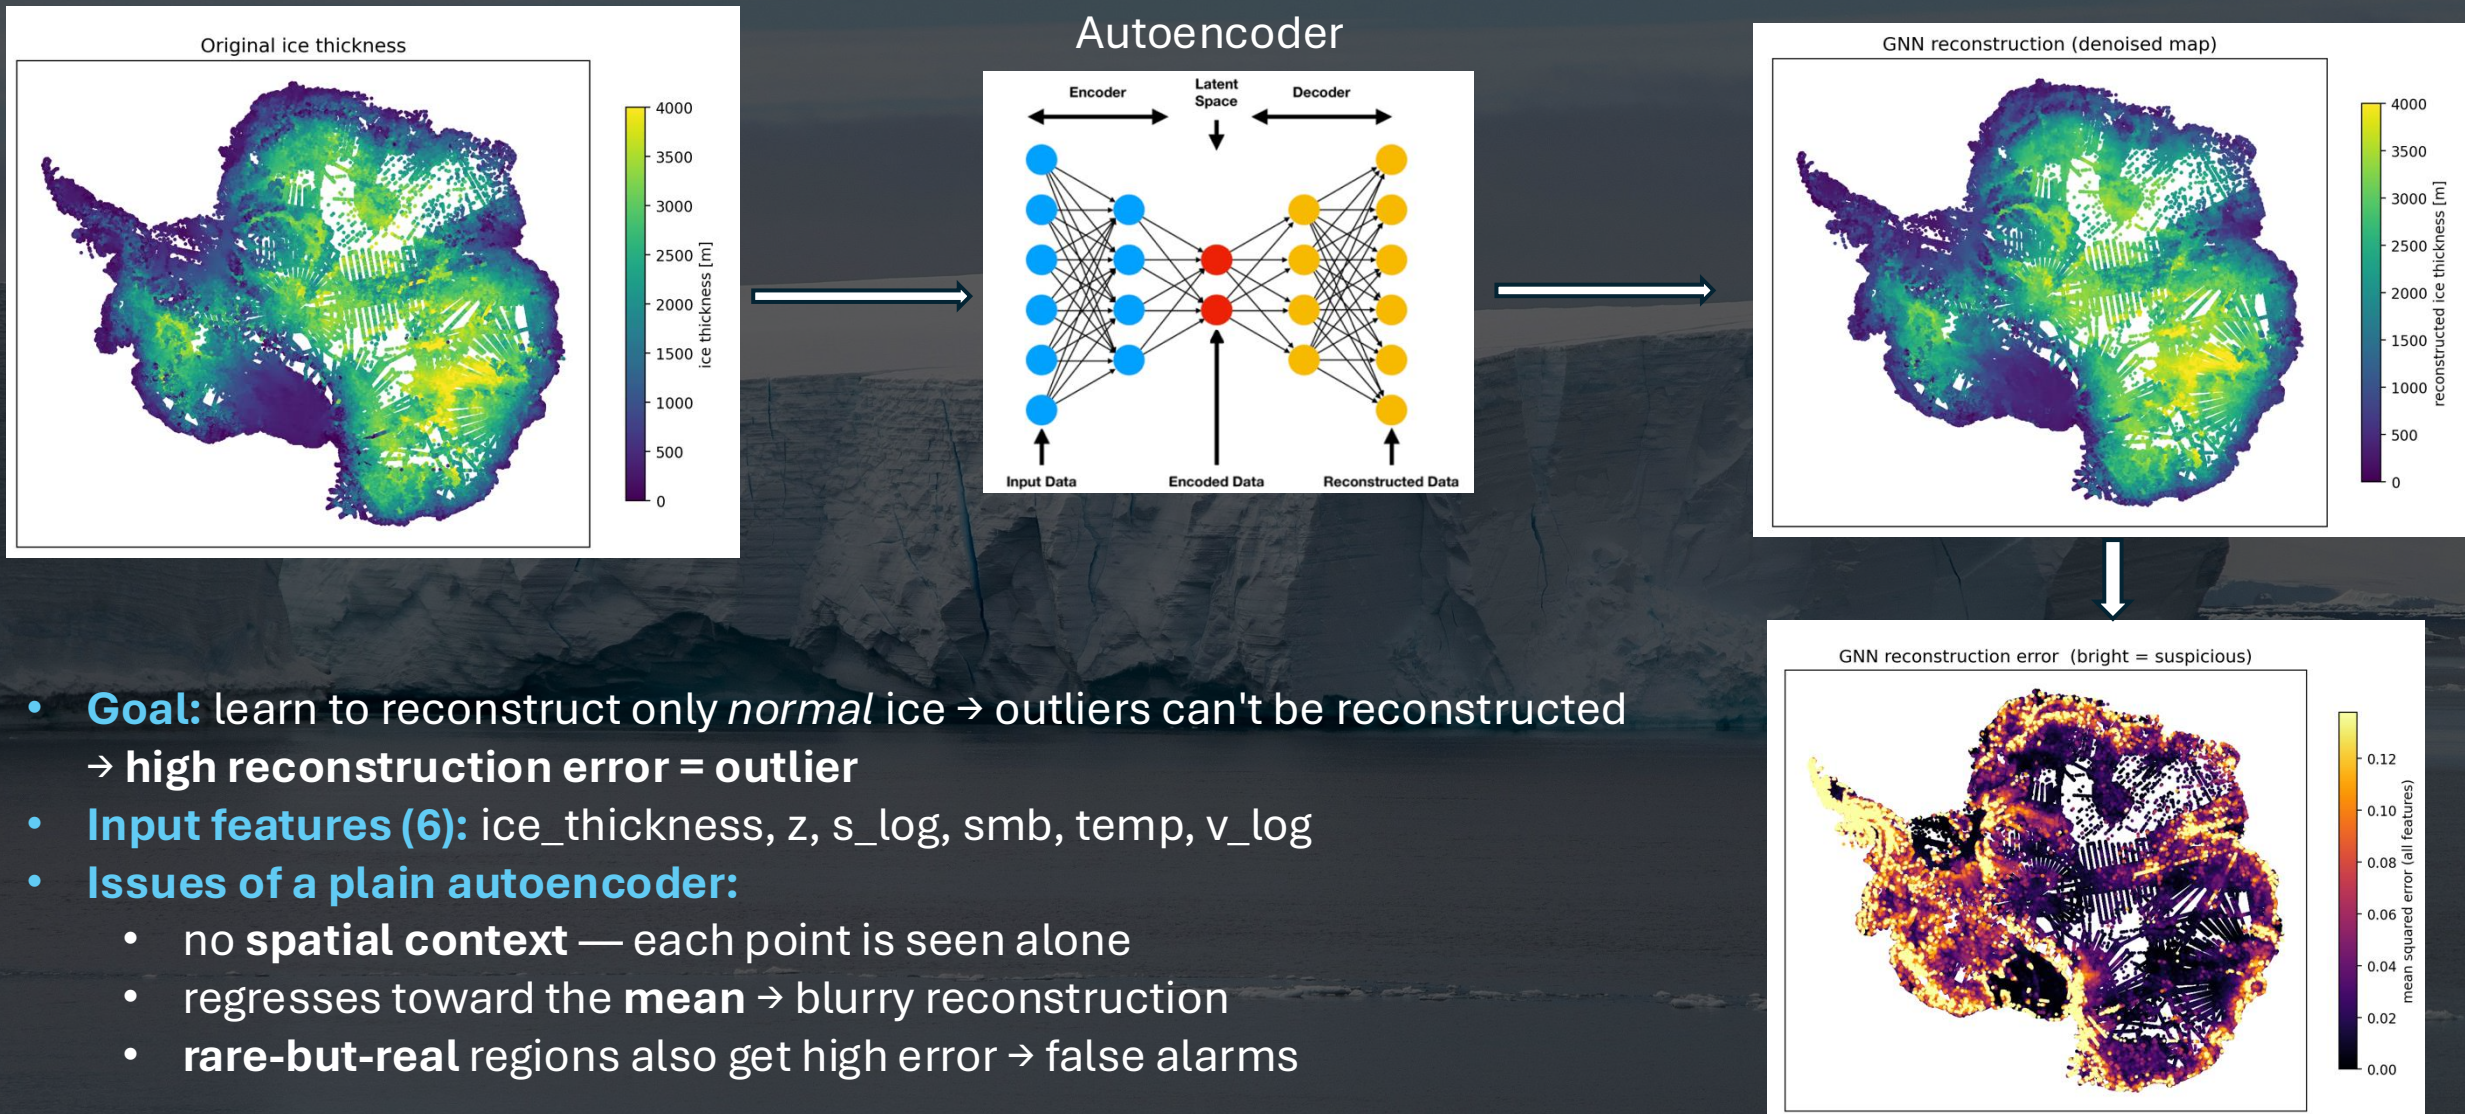 Autoencoder
Original ice thickness
4000
3500
3000
2500
2000
1500
1000
500
0
ice thickness [m]
Encoder
Latent
Space
Decoder
Input Data
Encoded Data
Reconstructed Data
GNN reconstruction (denoised map)
4000
3500
3000
2500
2000
1500
1000
500
0
reconstructed ice thickness [m]
GNN reconstruction error (bright = suspicious)
0.12
0.10
0.08
0.06
0.04
0.02
0.00
mean squared error (all features)
• Goal: learn to reconstruct only normal ice → outliers can't be reconstructed
→ high reconstruction error = outlier
• Input features (6): ice_thickness, z, s_log, smb, temp, v_log
• Issues of a plain autoencoder:
• no spatial context — each point is seen alone
• regresses toward the mean → blurry reconstruction
• rare-but-real regions also get high error → false alarms